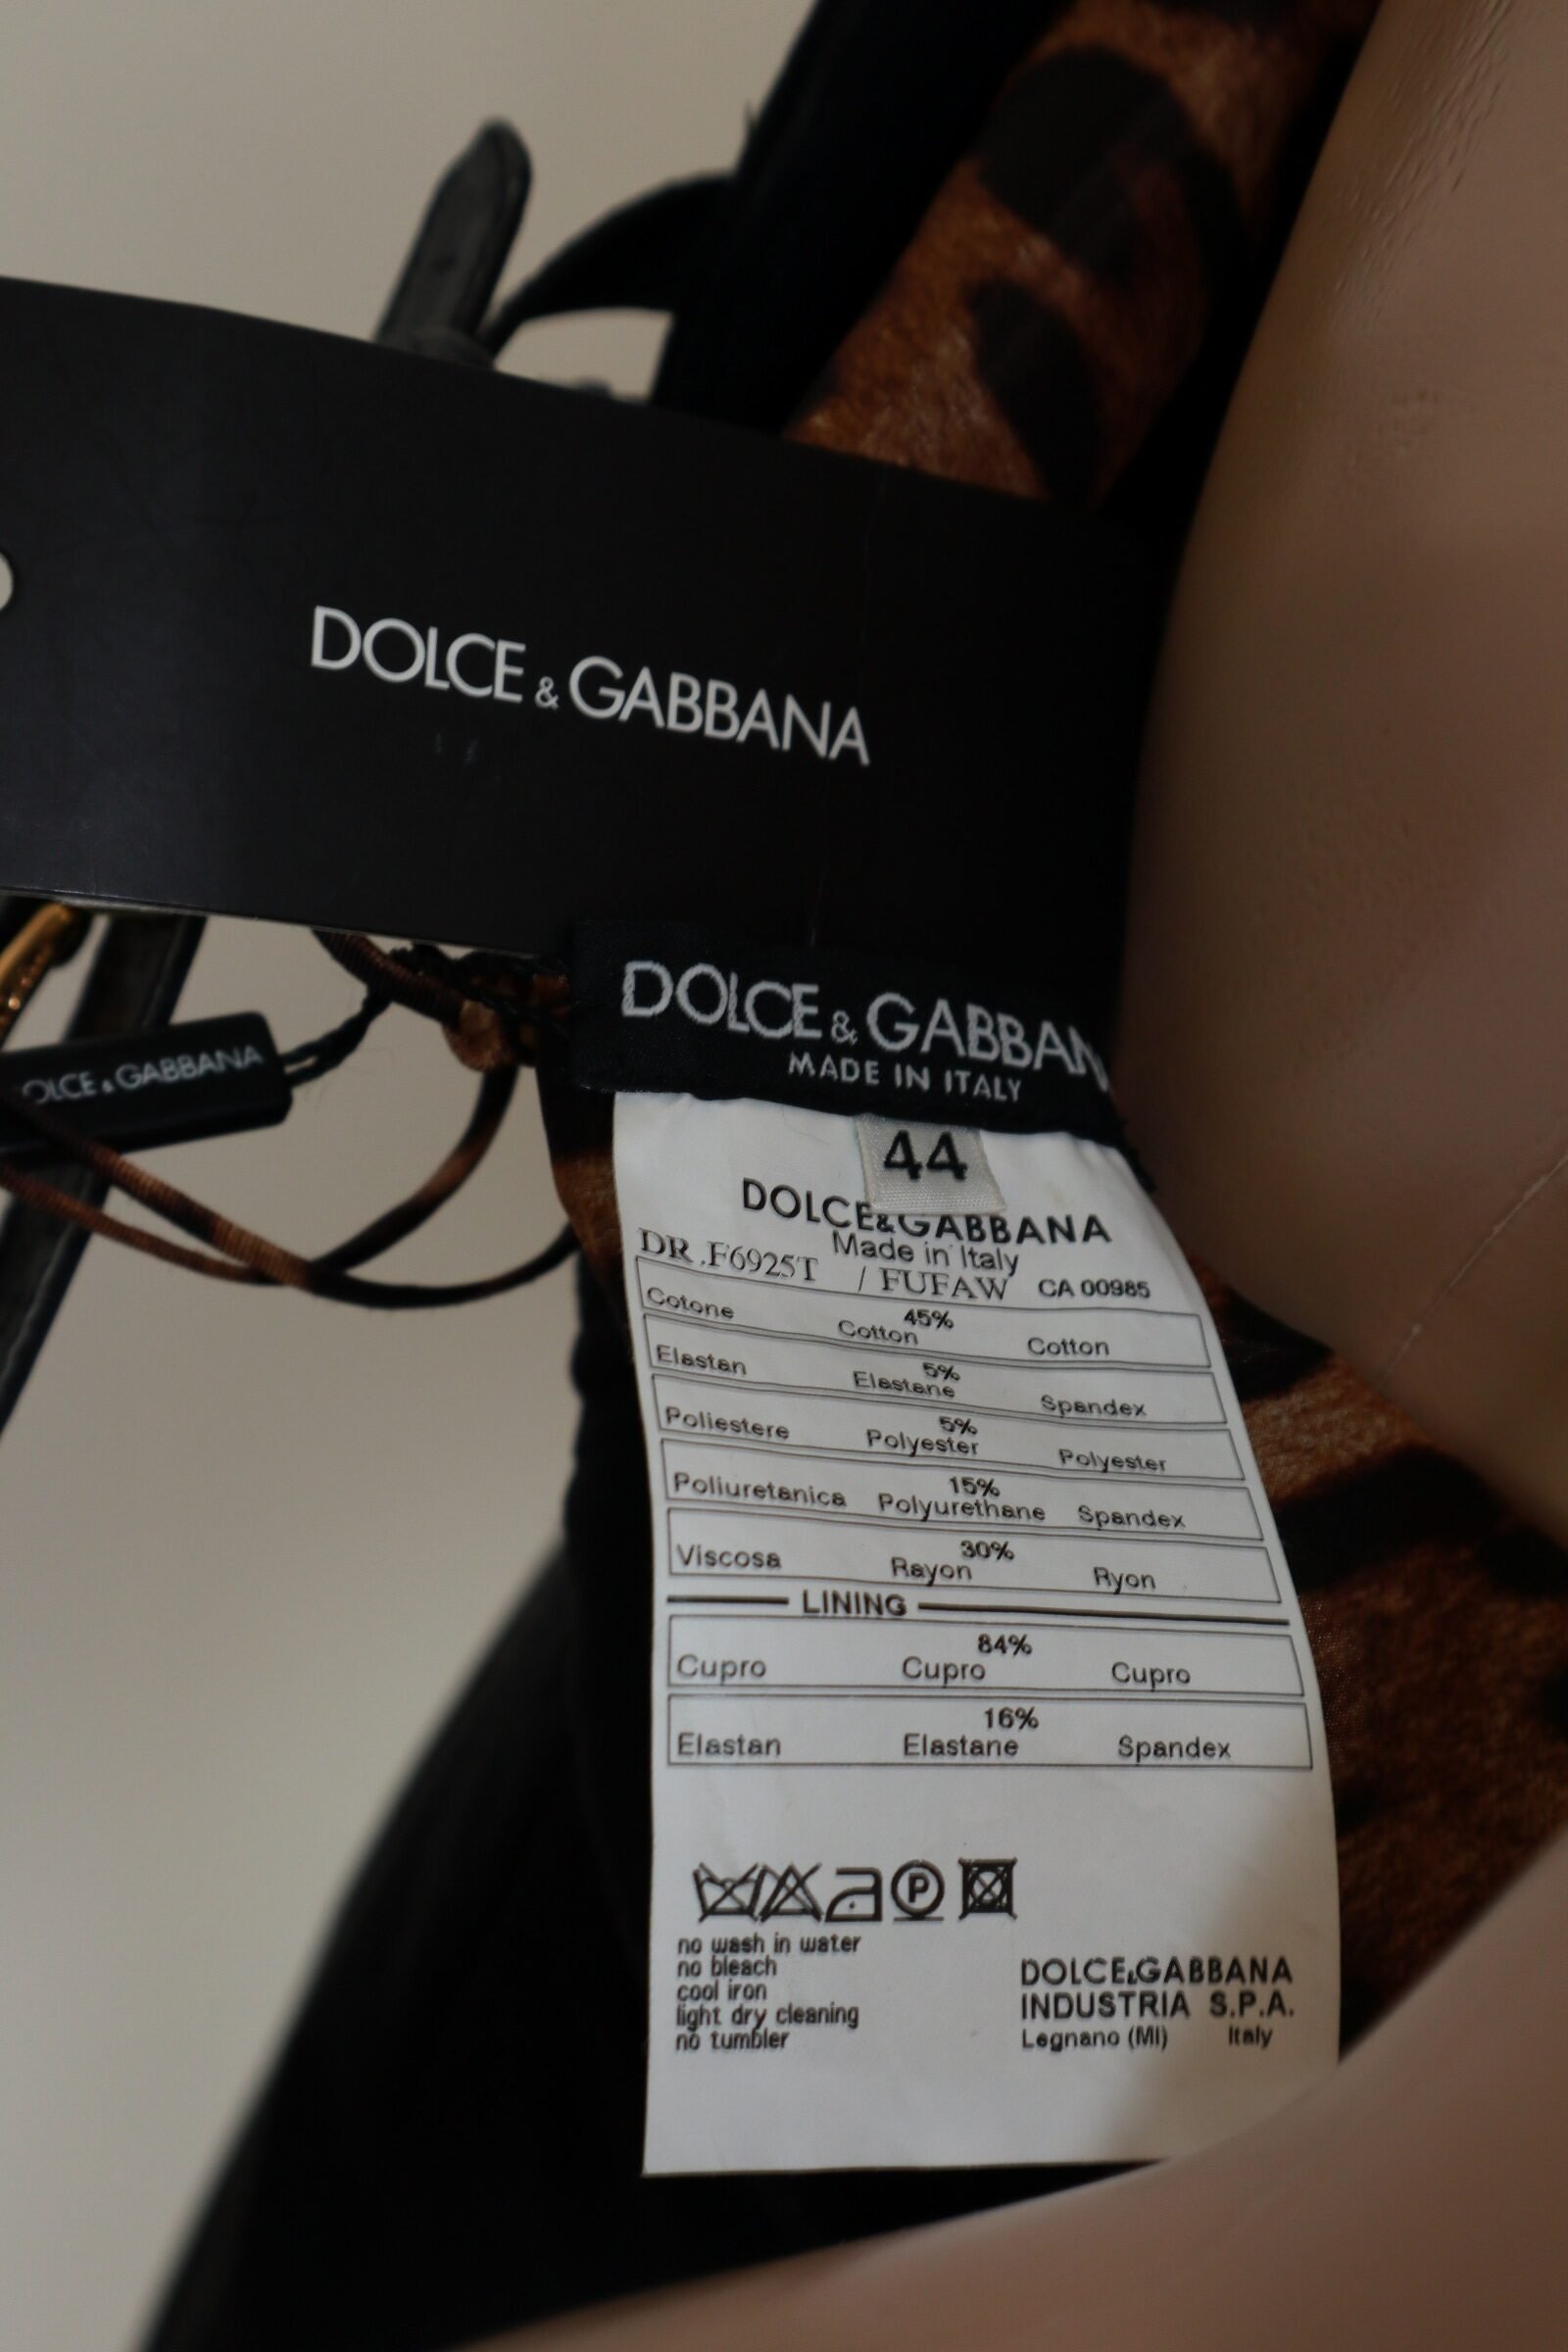 DOLCE & GABBANA
DOLCE & GABBAN
MADE IN ITALY
OLCE & GABBANA
44
DOLCE&GABBANA
Made in Italy
DR.F6925T / FUFAW CA 00985
45%
Cotone Cotton Cotton
5%
Elastan Elastane Spandex
5%
Poliestere Polyester Polyester
15%
Poliuretanica Polyurethane Spandex
30%
Viscosa Rayon Ryon
LINING
84%
Cupro Cupro Cupro
16%
Elastan Elastane Spandex
P
no wash in water
no bleach
cool iron
light dry cleaning
no tumbler
DOLCE&GABBANA
INDUSTRIA S.P.A.
Legnano (MI) Italy